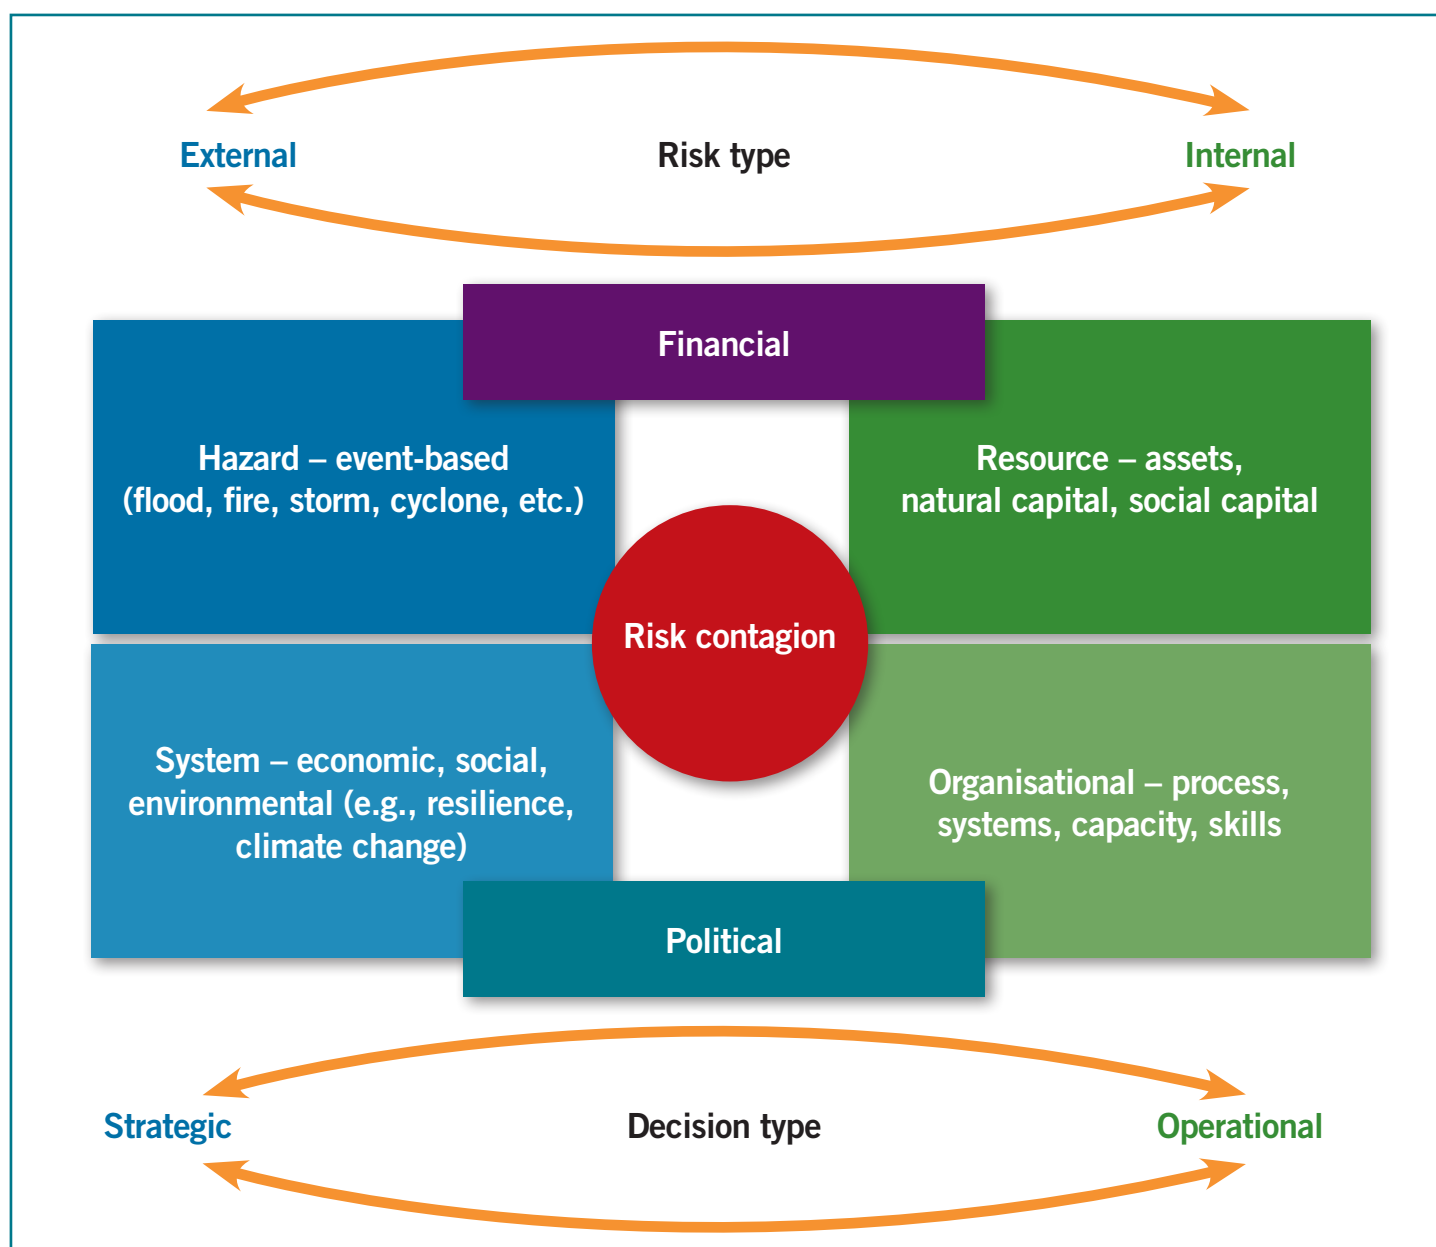 External
Risk type
Internal
Financial
Hazard – event-based
(flood, fire, storm, cyclone, etc.)
Resource – assets,
natural capital, social capital
Risk contagion
System – economic, social,
environmental (e.g., resilience,
climate change)
Organisational – process,
systems, capacity, skills
Political
Strategic
Decision type
Operational